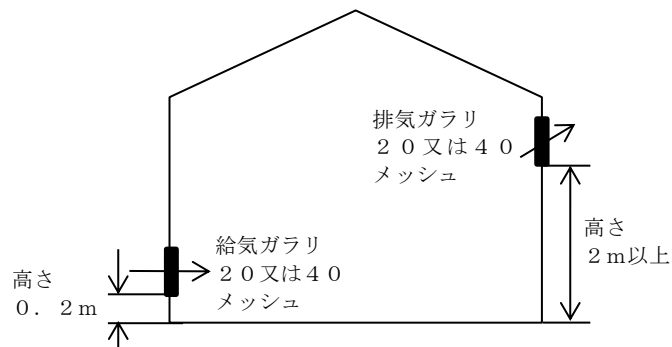 排気ガラリ
２０又は４０
メッシュ
高さ
２ｍ以上
給気ガラリ
２０又は４０
メッシュ
高さ
０．２ｍ